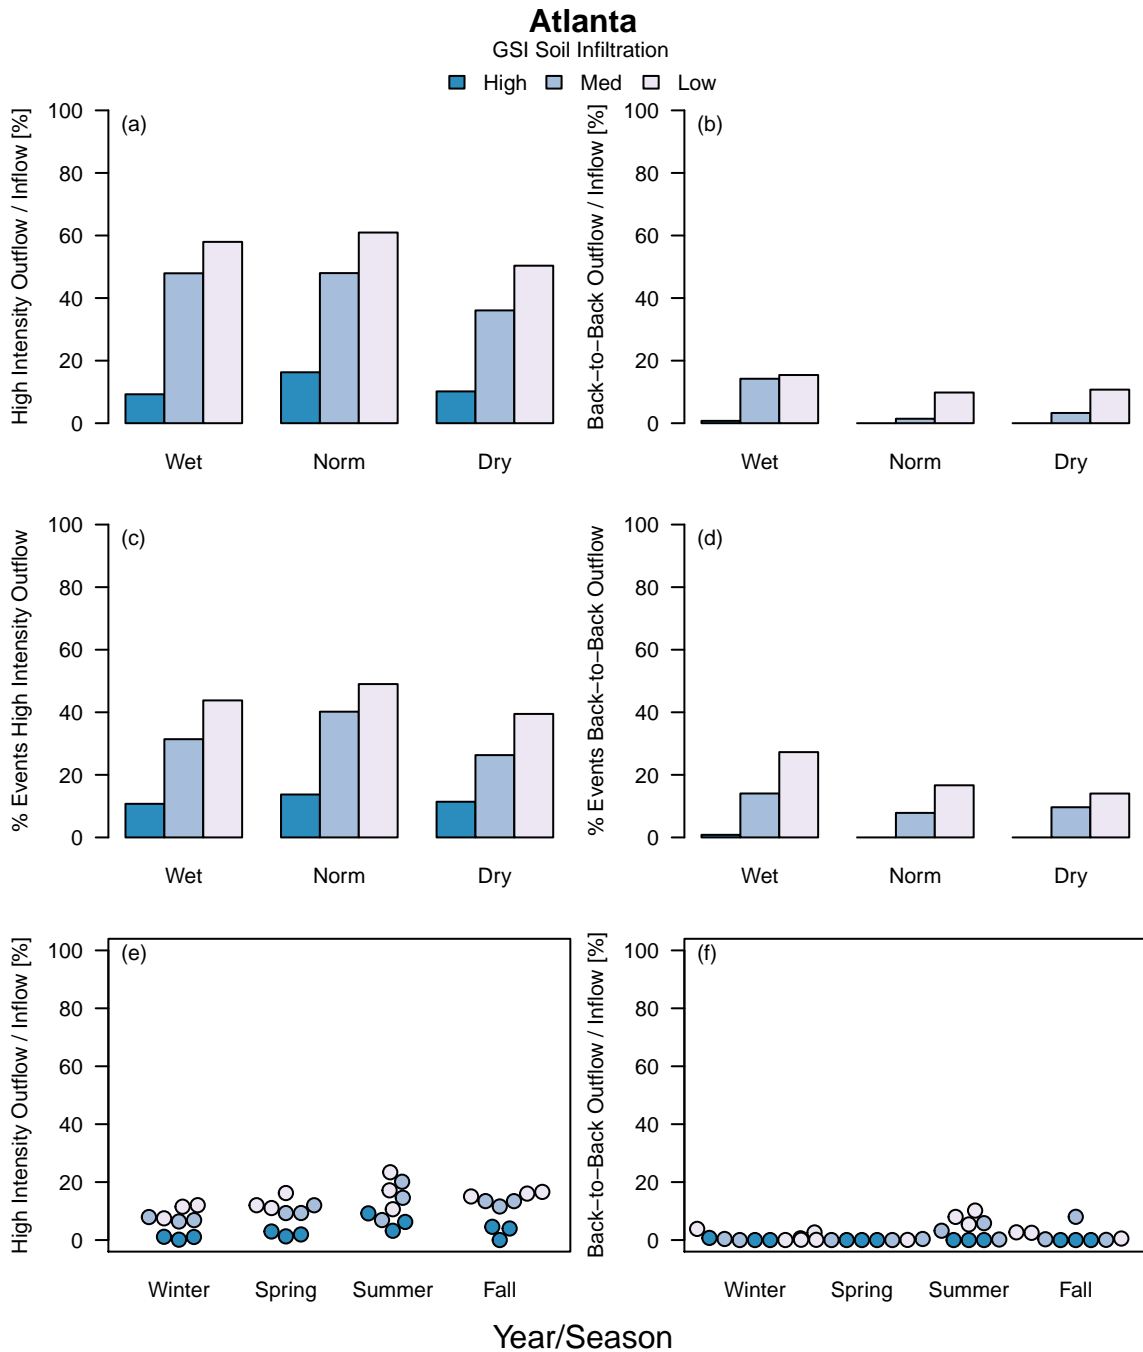 Atlanta
GSI Soil Infiltration
High Med Low
High Intensity Outflow / Inflow [%]
100
80
60
40
20
0
(a)
Wet Norm Dry
Back−to−Back Outflow / Inflow [%]
100
80
60
40
20
0
(b)
Wet Norm Dry
% Events High Intensity Outflow
100
80
60
40
20
0
(c)
Wet Norm Dry
% Events Back−to−Back Outflow
100
80
60
40
20
0
(d)
Wet Norm Dry
High Intensity Outflow / Inflow [%]
100
80
60
40
20
0
(e)
Winter Spring Summer Fall
Back−to−Back Outflow / Inflow [%]
100
80
60
40
20
0
(f)
Winter Spring Summer Fall
Year/Season